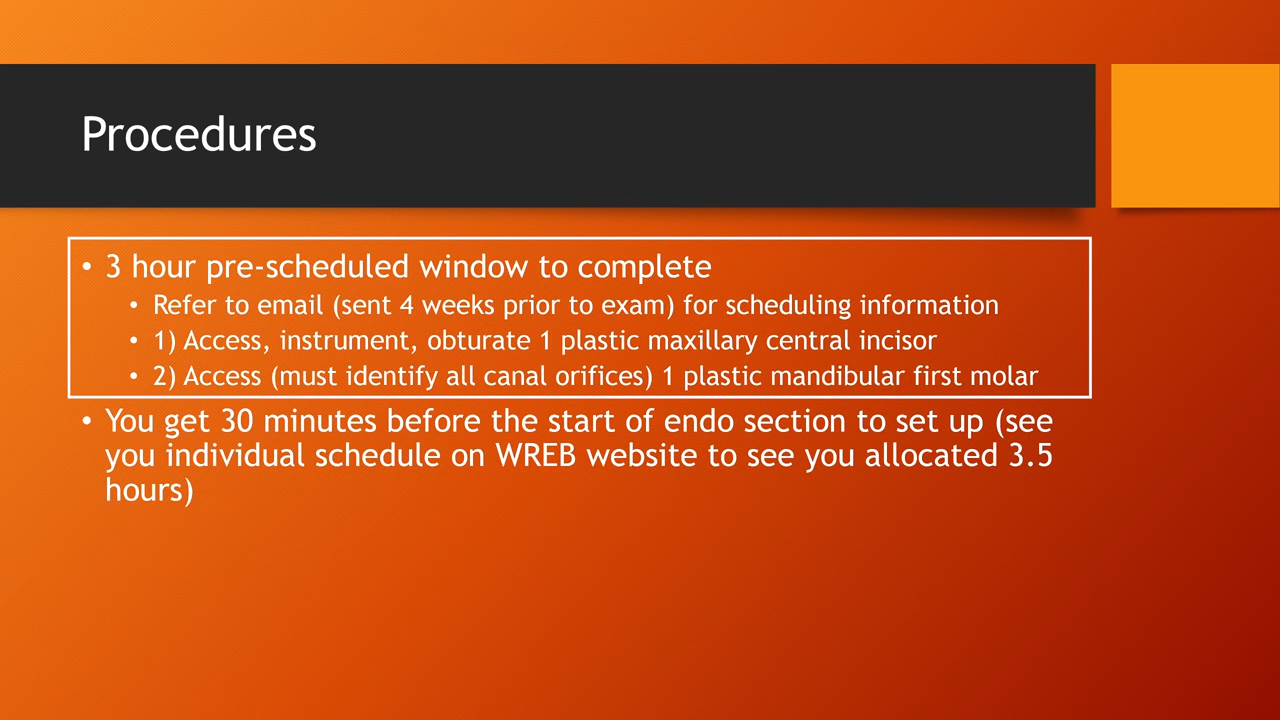 Procedures
• 3 hour pre-scheduled window to complete
• Refer to email (sent 4 weeks prior to exam) for scheduling information
• 1) Access, instrument, obturate 1 plastic maxillary central incisor
• 2) Access (must identify all canal orifices) 1 plastic mandibular first molar
• You get 30 minutes before the start of endo section to set up (see
you individual schedule on WREB website to see you allocated 3.5
hours)